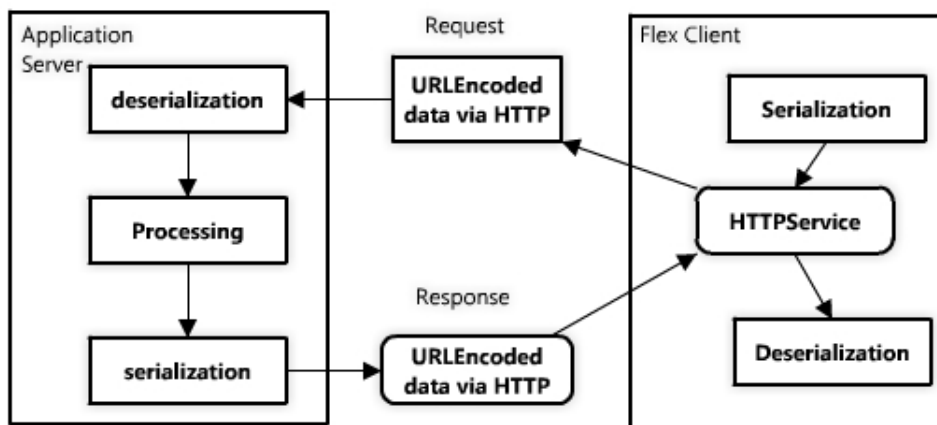 Application
Server
deserialization
Processing
serialization
Request
URLEncoded
data via HTTP
Response
URLEncoded
data via HTTP
Flex Client
Serialization
HTTPService
Deserialization